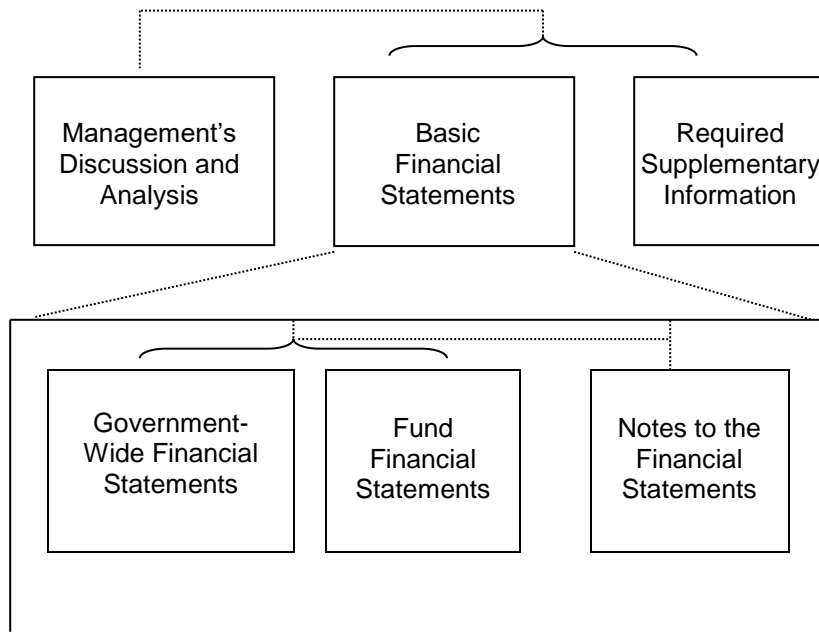 Management’s
Discussion and
Analysis
Basic
Financial
Statements
Required
Supplementary
Information
Government-
Wide Financial
Statements
Fund
Financial
Statements
Notes to the
Financial
Statements